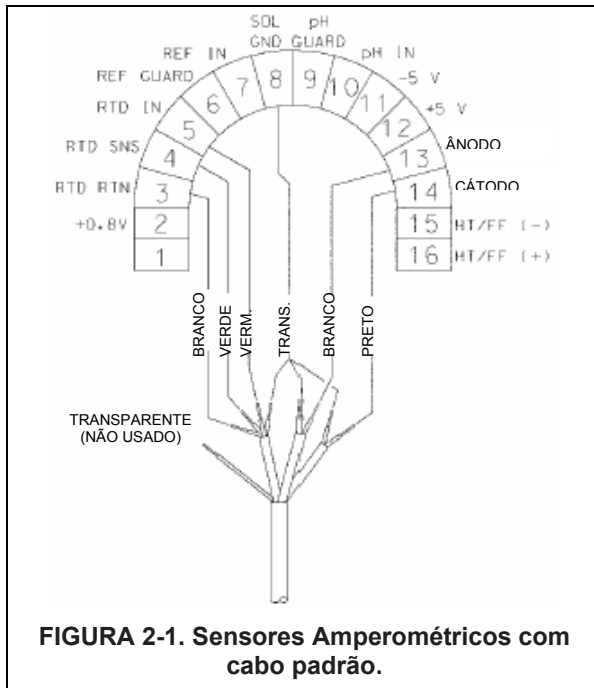 SOL pH
REF IN GND GUARD pH IN
REF GUARD -5 V
RTD IN +5 V
RTD SNS ÂNODO
RTD RTN CÁTODO
+0.8V HT/FF (-)
HT/FF (+)
1
2
3
4
5
6
7
8
9
10
11
12
13
14
15
16
BRANCO
VERDE
VERM.
TRANS.
BRANCO
PRETO
TRANSPARENTE
(NÃO USADO)
FIGURA 2-1. Sensores Amperométricos com
cabo padrão.